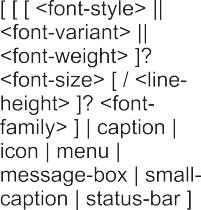 [ [ [ <font-style> ||
<font-variant> ||
<font-weight> ]?
<font-size> [ / <line-
height> ]? <font-
family> ] | caption |
icon | menu |
message-box | small-
caption | status-bar ]